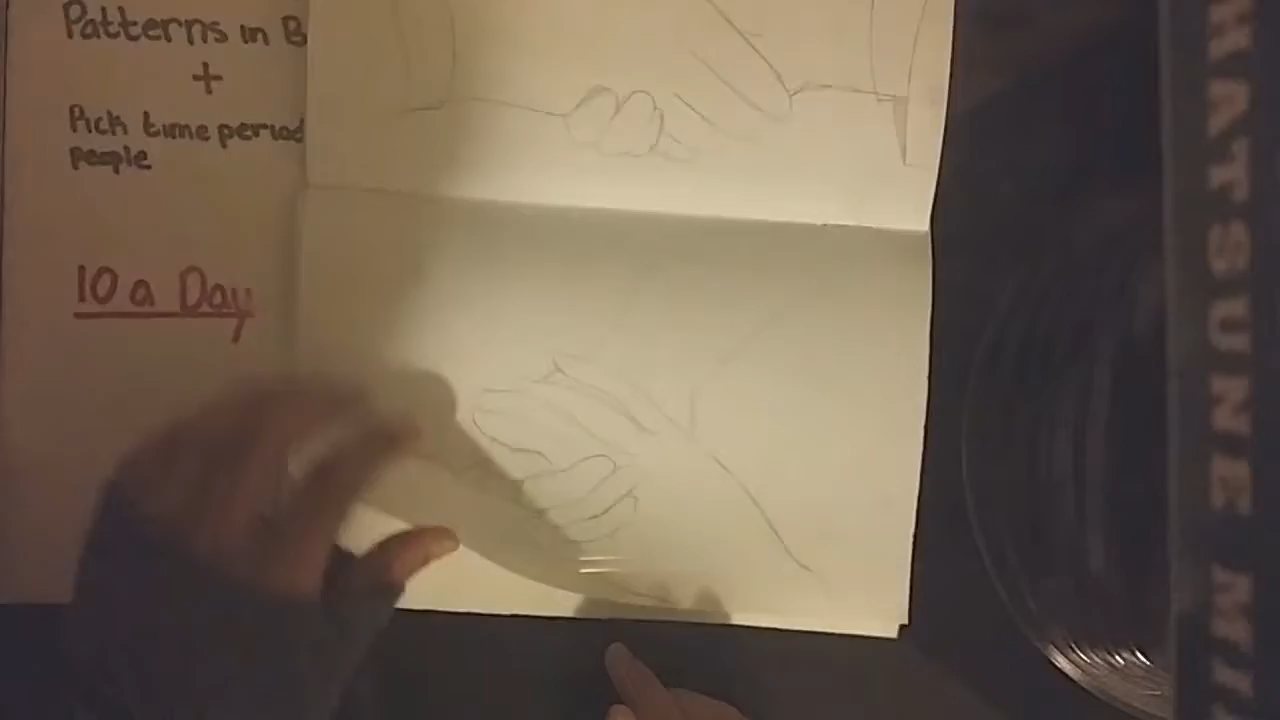 Patterns in B
+
Pick time period
people
10 a Day
HATSUNE MI